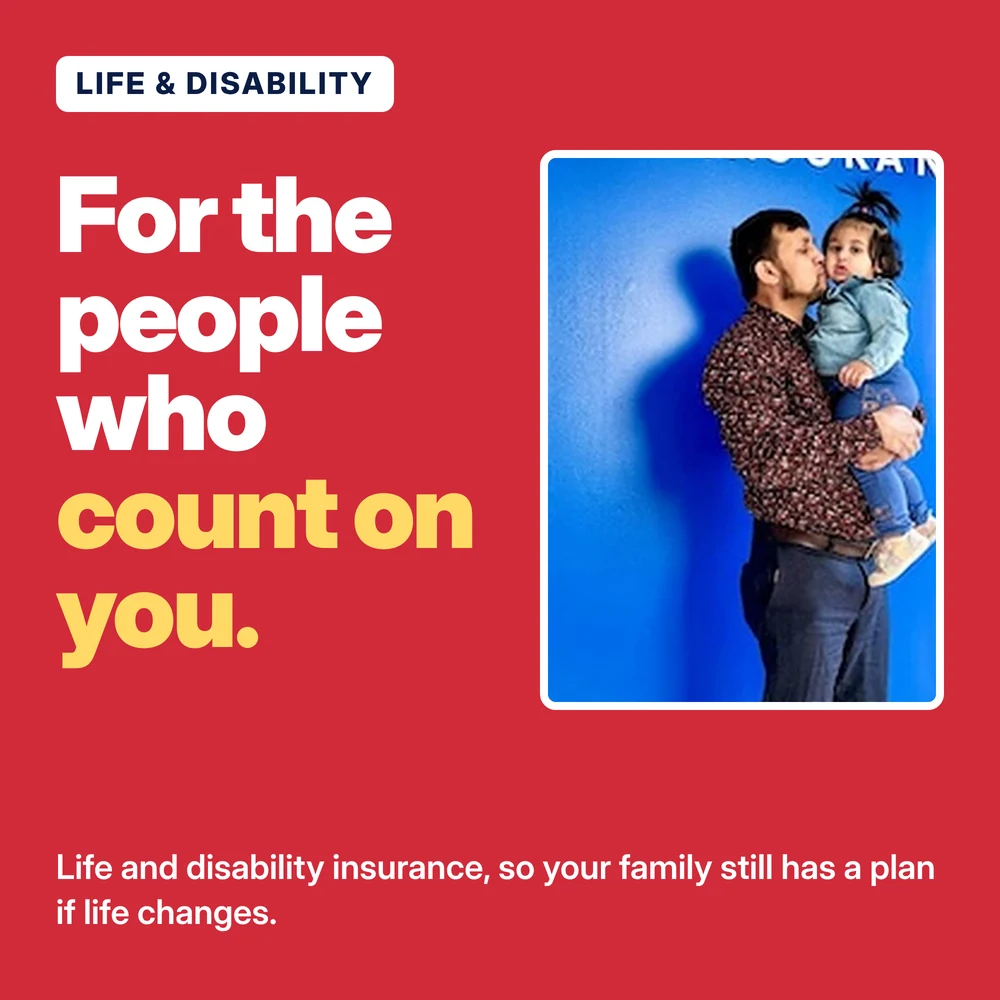 LIFE & DISABILITY
For the
people
who
count on
you.
Life and disability insurance, so your family still has a plan
if life changes.